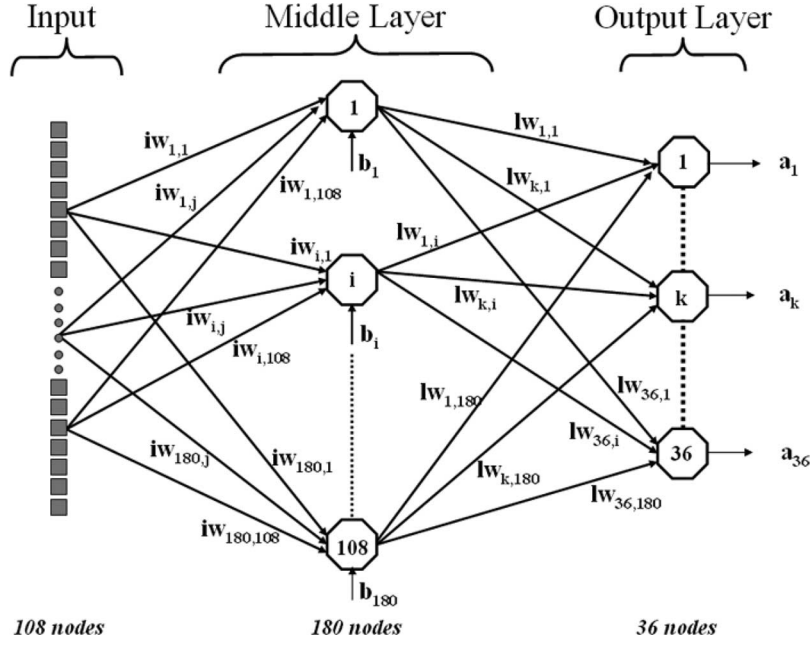 Input
Middle Layer
Output Layer
1
lw1,1
iw1,1
1
a1
b1
lwk,1
iw1,j
iw1,108
lw1,i
iwi,1
i
lwk,i
k
ak
iwi,j
bi
iwi,108
lw36,1
lw1,180
lw36,i
iw180,j
iw180,1
36
a36
lwk,180
lw36,180
iw180,108
108
b180
108 nodes
180 nodes
36 nodes